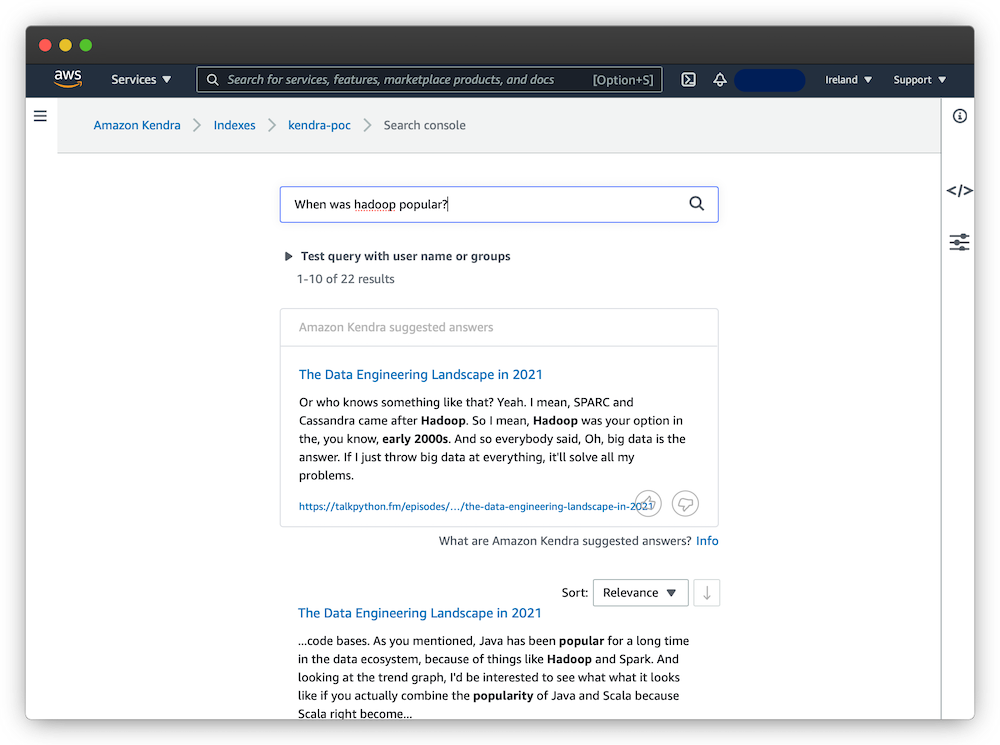 aws Services Search for services, features, marketplace products, and docs [Option+S] Ireland Support
Amazon Kendra Indexes kendra-poc Search console
</>
When was hadoop popular?
Test query with user name or groups
1-10 of 22 results
Amazon Kendra suggested answers
The Data Engineering Landscape in 2021
Or who knows something like that? Yeah. I mean, SPARC and
Cassandra came after Hadoop. So I mean, Hadoop was your option in
the, you know, early 2000s. And so everybody said, Oh, big data is the
answer. If I just throw big data at everything, it'll solve all my
problems.
https://talkpython.fm/episodes/.../the-data-engineering-landscape-in-2021
What are Amazon Kendra suggested answers? Info
Sort: Relevance
The Data Engineering Landscape in 2021
...code bases. As you mentioned, Java has been popular for a long time
in the data ecosystem, because of things like Hadoop and Spark. And
looking at the trend graph, I'd be interested to see what what it looks
like if you actually combine the popularity of Java and Scala because
Scala right become...